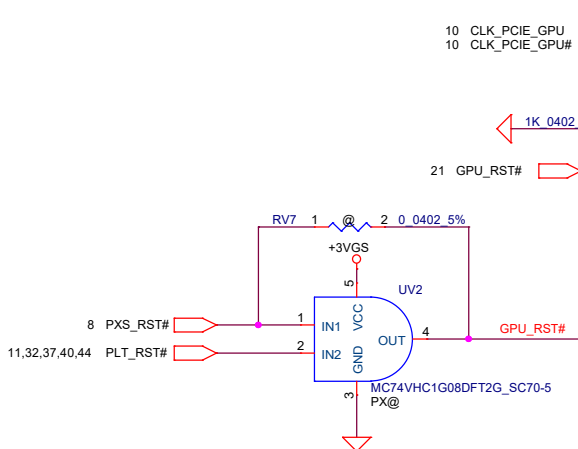 10 CLK_PCIE_GPU
10 CLK_PCIE_GPU#
1K_0402_
21 GPU_RST#
RV7 1 @ 2 0_0402_5%
+3VGS
5
UV2
8 PXS_RST# 1 IN1 VCC
OUT 4 GPU_RST#
11,32,37,40,44 PLT_RST# 2 IN2 GND
3
MC74VHC1G08DFT2G_SC70-5
PX@